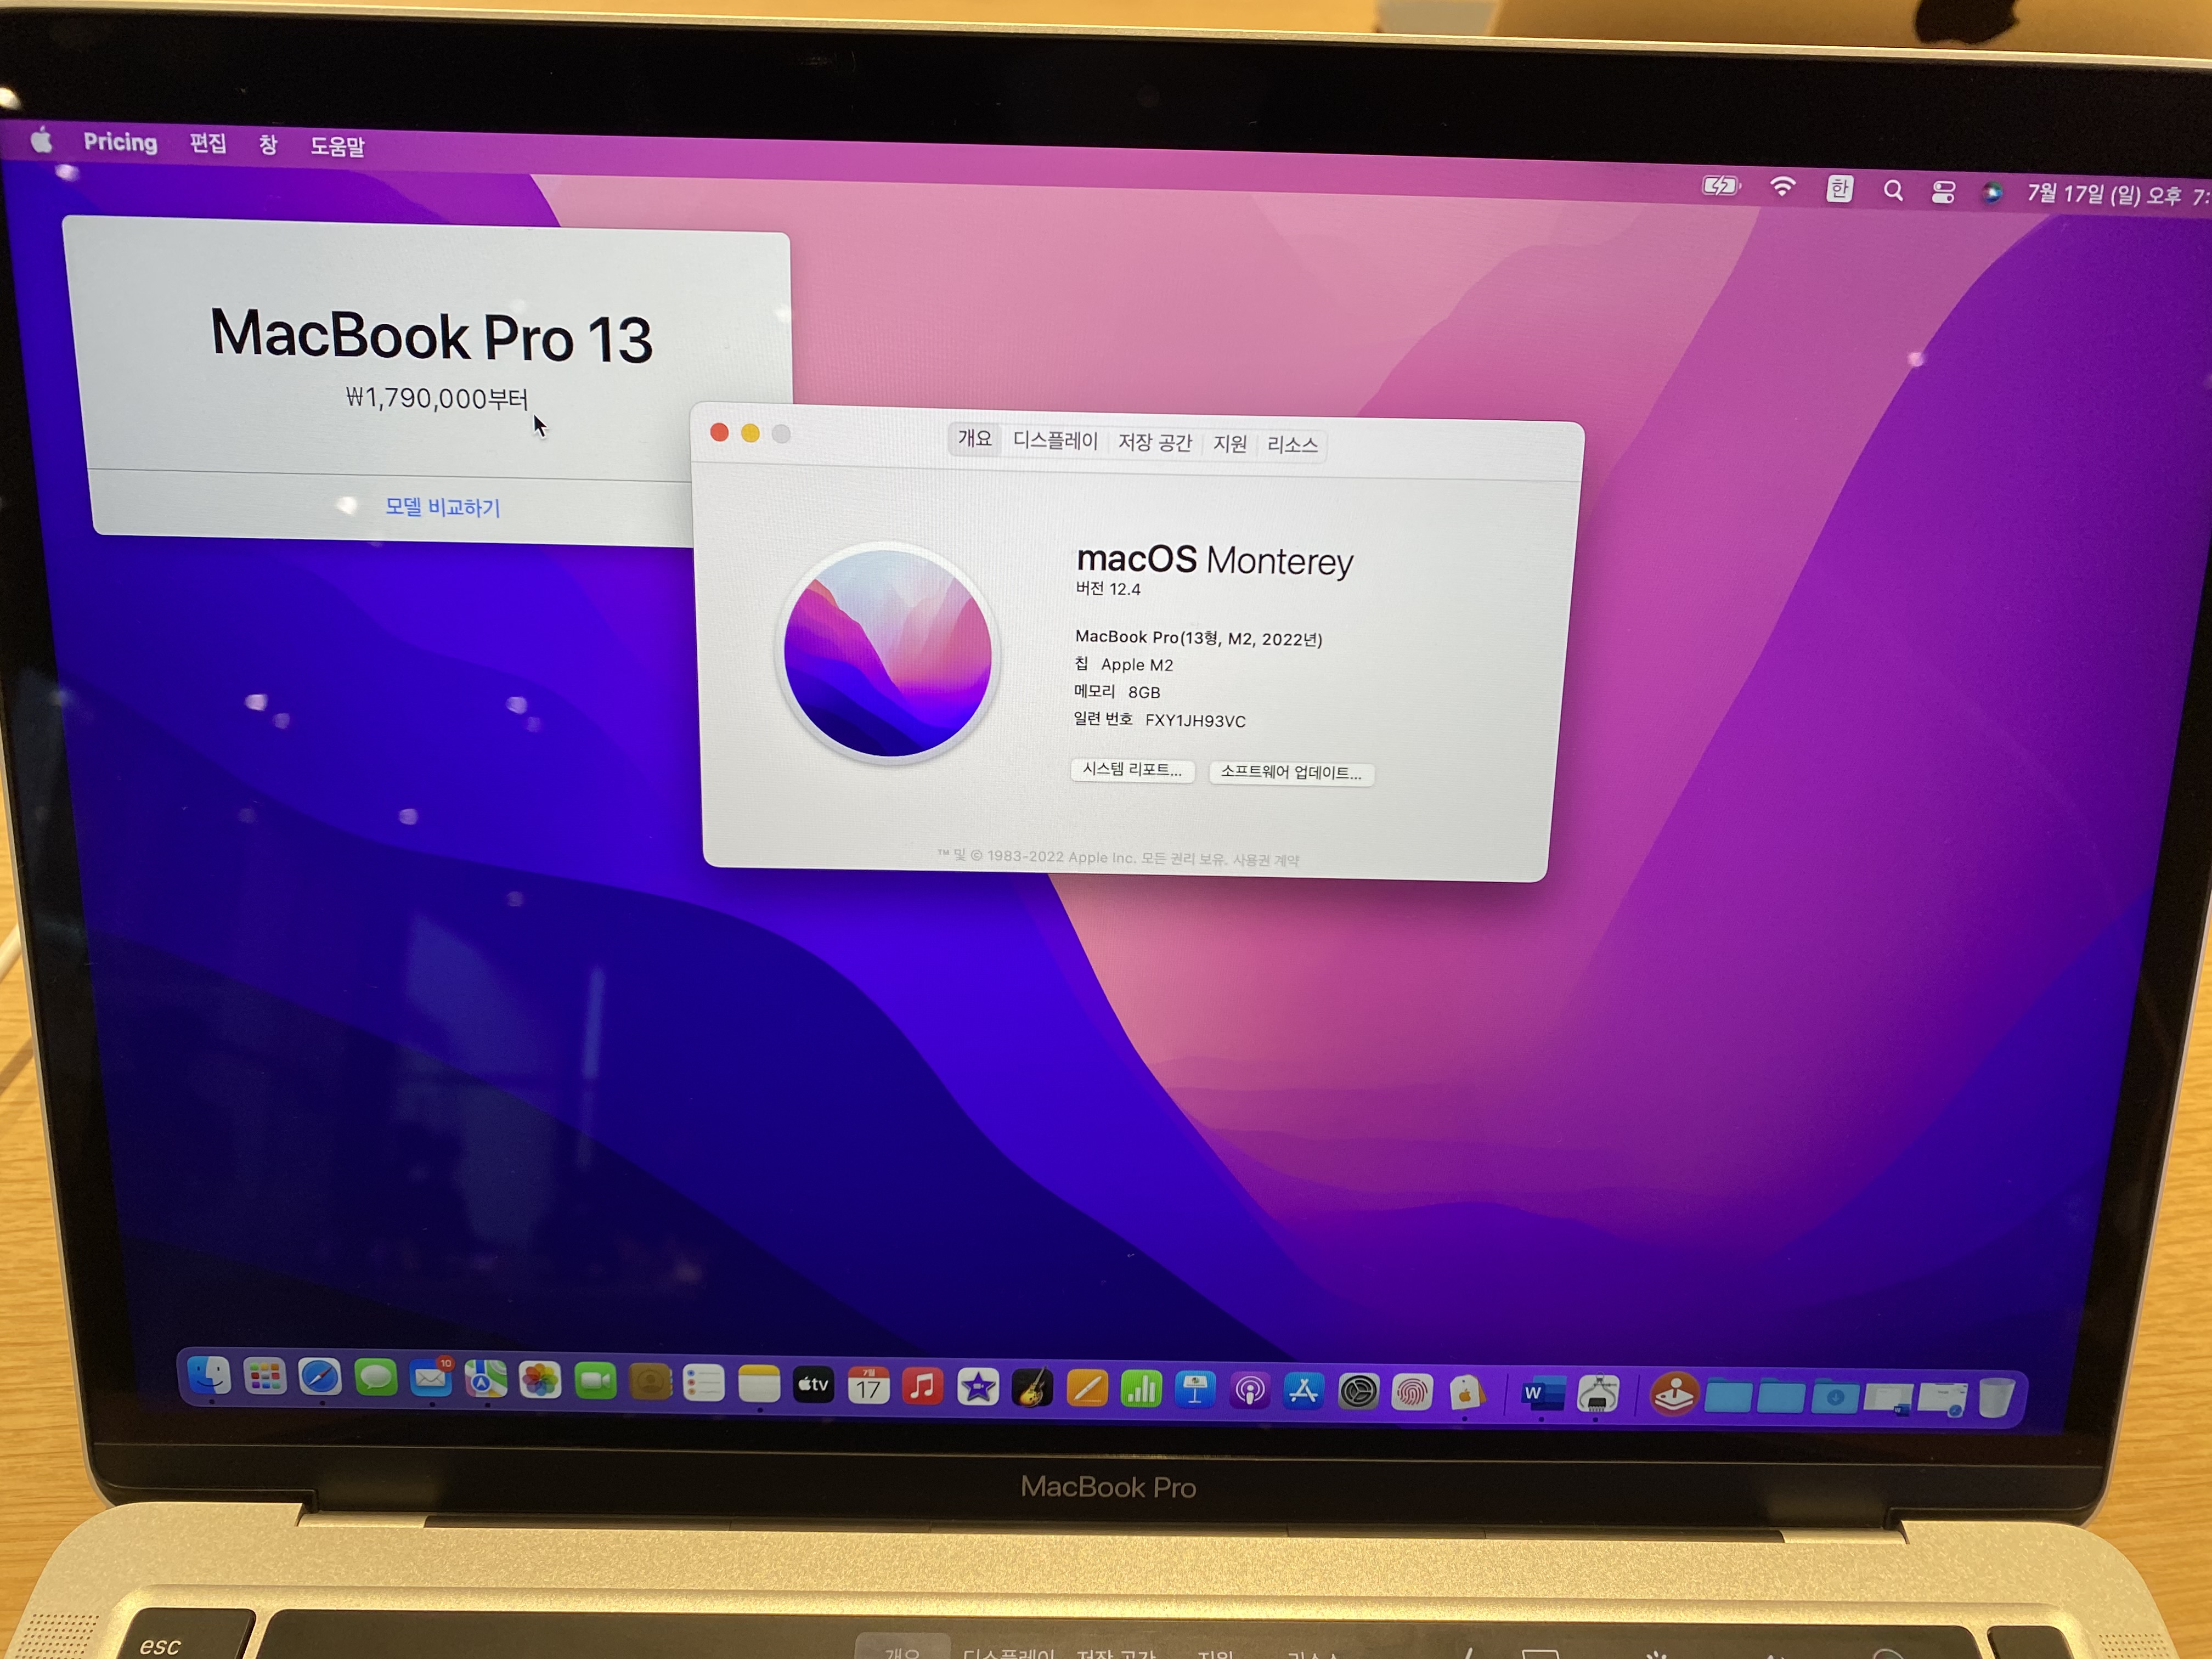 Pricing 편집 창 도움말
한 7월 17일 (일) 오후 7:
MacBook Pro 13
₩1,790,000부터
모델 비교하기
개요 디스플레이 저장 공간 지원 리소스
macOS Monterey
버전 12.4
MacBook Pro(13형, M2, 2022년)
칩 Apple M2
메모리 8GB
일련 번호 FXY1JH93VC
시스템 리포트... 소프트웨어 업데이트...
™ 및 © 1983-2022 Apple Inc. 모든 권리 보유. 사용권 계약
10
tv
7월
17
W
MacBook Pro
esc
개요 디스플레이 저장 공간 지원 리소스